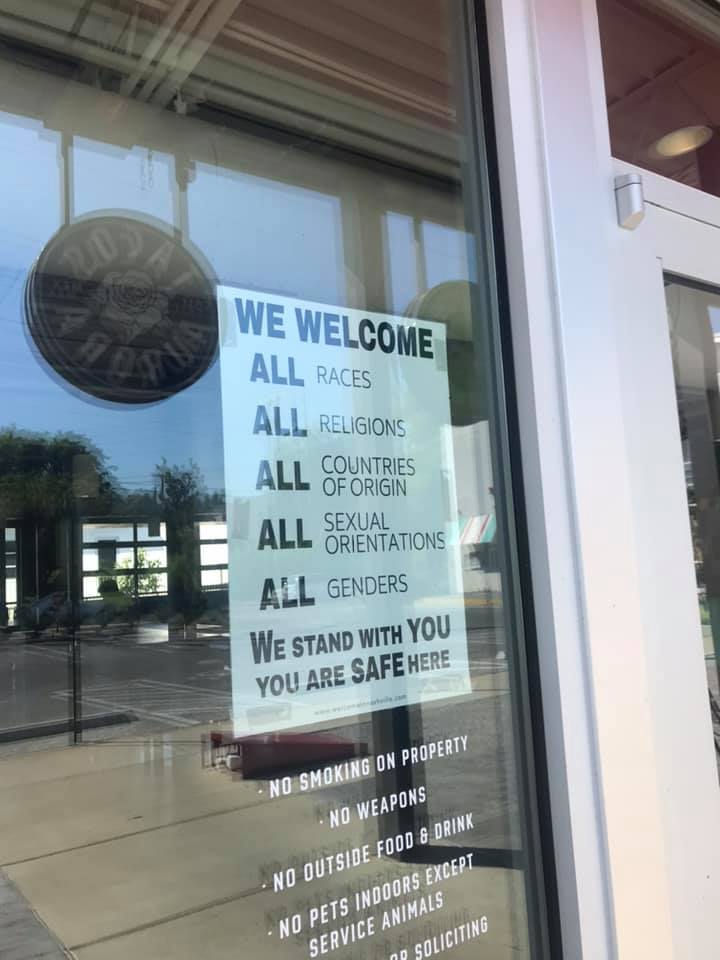 WE WELCOME
ALL RACES
ALL RELIGIONS
ALL COUNTRIES
OF ORIGIN
ALL SEXUAL
ORIENTATIONS
ALL GENDERS
WE STAND WITH YOU
YOU ARE SAFE HERE
· NO SMOKING ON PROPERTY
· NO WEAPONS
· NO OUTSIDE FOOD & DRINK
· NO PETS INDOORS EXCEPT
SERVICE ANIMALS
OR SOLICITING